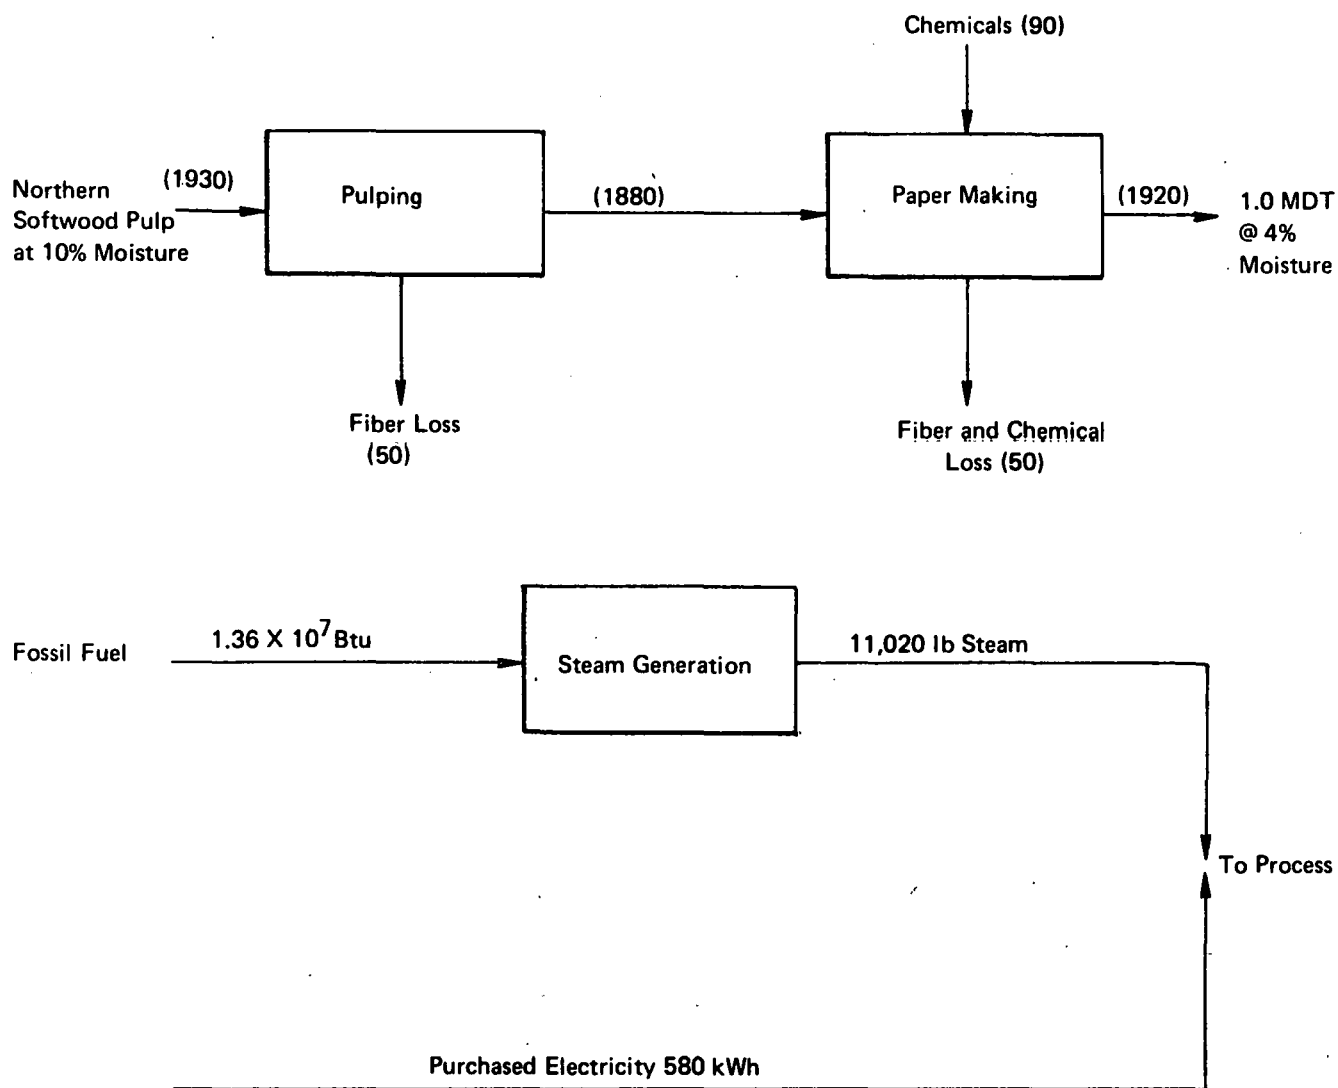 Chemicals (90)
Northern
Softwood Pulp
at 10% Moisture
(1930)
Pulping
(1880)
Paper Making
(1920)
1.0 MDT
@ 4%
Moisture
Fiber Loss
(50)
Fiber and Chemical
Loss (50)
Fossil Fuel
1.36 X 10⁷ Btu
Steam Generation
11,020 lb Steam
To Process
Purchased Electricity 580 kWh